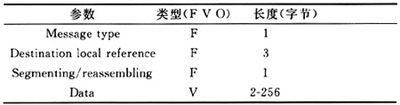 参数 类型(F V O) 长度(字节)
Message type F 1
Destination local reference F 3
Segmenting/reassembling F 1
Data V 2-256